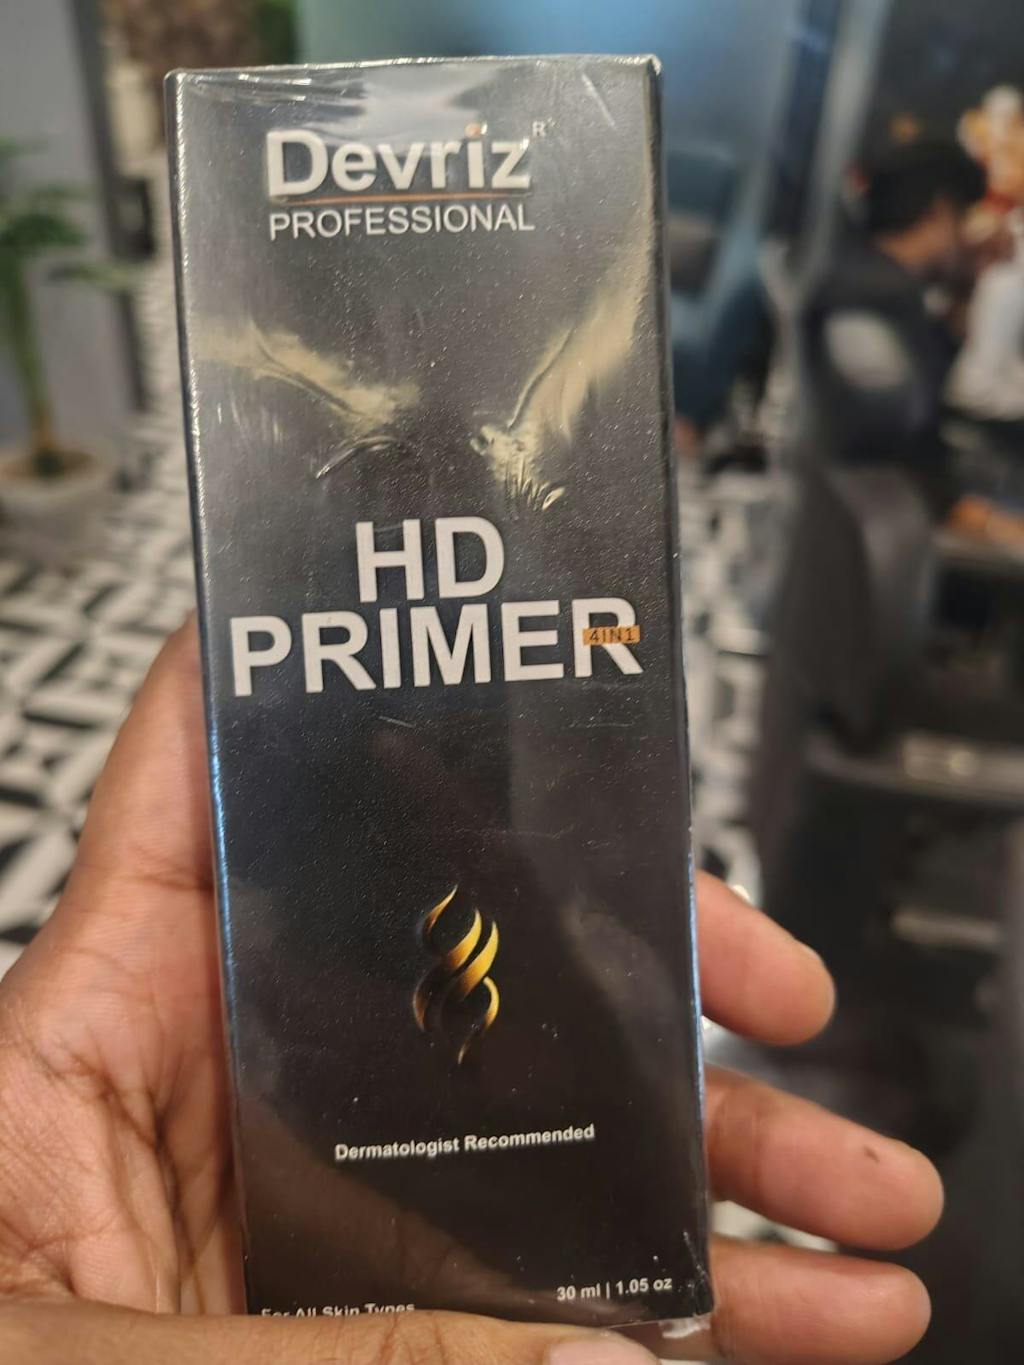 Devriz R
PROFESSIONAL
HD
PRIMER
4IN1
Dermatologist Recommended
30 ml | 1.05 oz
For All Skin Types